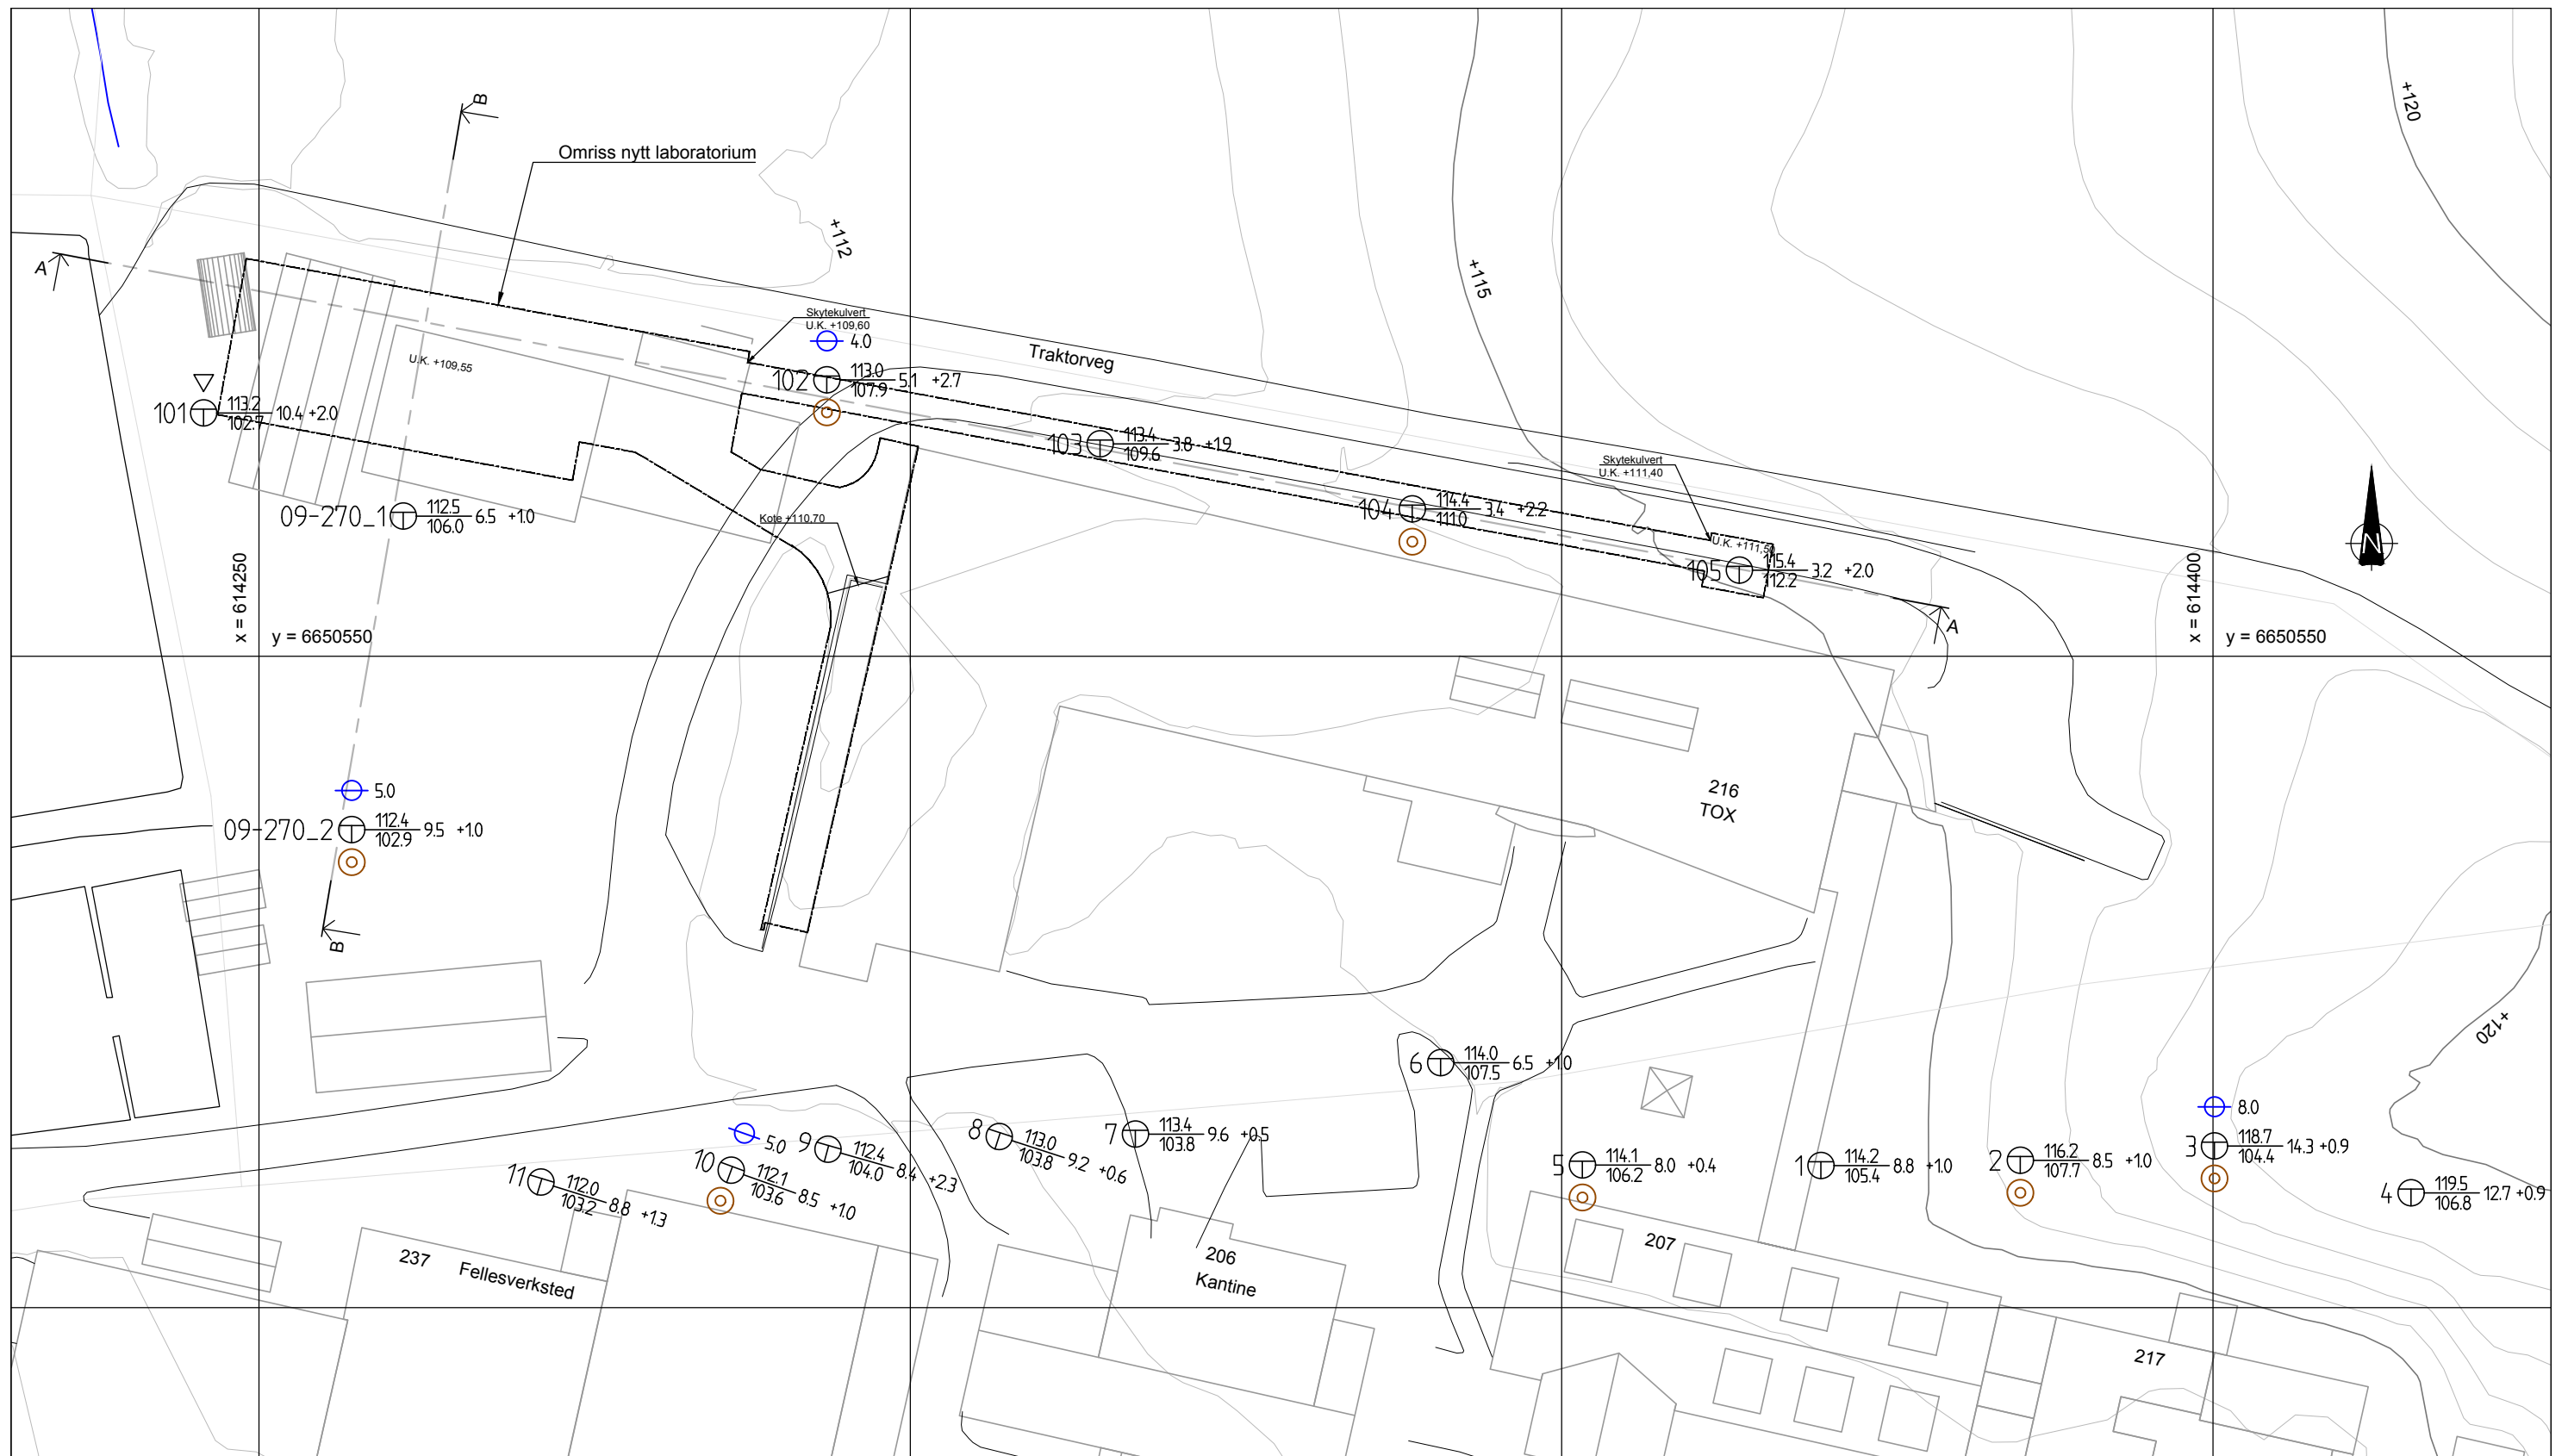 B
+120
Omriss nytt laboratorium
+112
A
+115
Skytekulvert
U.K. +109,60
4.0
Traktorveg
U.K. +109,55
102 113.0 5.1 +2.7
107.9
101 113.2 10.4 +2.0
102.7
103 113.4 3.8 +1.9
109.6
Skytekulvert
U.K. +111,40
104 114.4 3.4 +2.2
111.0
09-270_1 112.5 6.5 +1.0
106.0
Kote +110,70
U.K. +111,50
105 115.4 3.2 +2.0
112.2
N
x = 614250
y = 6650550
x = 614400
y = 6650550
A
5.0
216
TOX
09-270_2 112.4 9.5 +1.0
102.9
B
+120
6 114.0 6.5 +1.0
107.5
8.0
5.0
9 112.4 8.4 +2.3
104.0
8 113.0 9.2 +0.6
103.8
7 113.4 9.6 +0.5
103.8
3 118.7 14.3 +0.9
104.4
10 112.1 8.5 +1.0
103.6
11 112.0 8.8 +1.3
103.2
5 114.1 8.0 +0.4
106.2
1 114.2 8.8 +1.0
105.4
2 116.2 8.5 +1.0
107.7
4 119.5 12.7 +0.9
106.8
237 Fellesverksted
206
Kantine
207
217